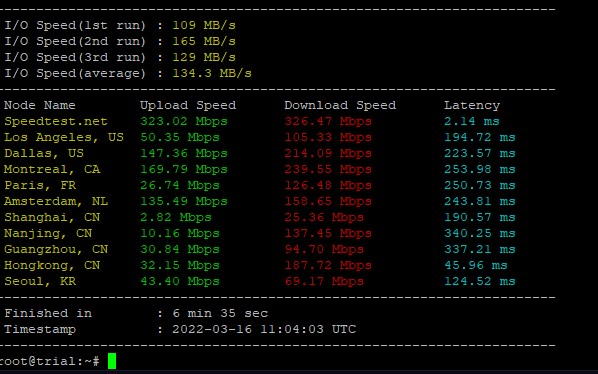 ----------------------------------------------------------------------
I/O Speed(1st run) : 109 MB/s
I/O Speed(2nd run) : 165 MB/s
I/O Speed(3rd run) : 129 MB/s
I/O Speed(average) : 134.3 MB/s
----------------------------------------------------------------------
Node Name Upload Speed Download Speed Latency
Speedtest.net 323.02 Mbps 326.47 Mbps 2.14 ms
Los Angeles, US 50.35 Mbps 105.33 Mbps 194.72 ms
Dallas, US 147.36 Mbps 214.09 Mbps 223.57 ms
Montreal, CA 169.79 Mbps 239.55 Mbps 253.98 ms
Paris, FR 26.74 Mbps 126.48 Mbps 250.73 ms
Amsterdam, NL 135.49 Mbps 158.65 Mbps 243.81 ms
Shanghai, CN 2.82 Mbps 25.36 Mbps 190.57 ms
Nanjing, CN 10.16 Mbps 137.45 Mbps 340.25 ms
Guangzhou, CN 30.84 Mbps 94.70 Mbps 337.21 ms
Hongkong, CN 32.15 Mbps 187.72 Mbps 45.96 ms
Seoul, KR 43.40 Mbps 69.17 Mbps 124.52 ms
----------------------------------------------------------------------
Finished in : 6 min 35 sec
Timestamp : 2022-03-16 11:04:03 UTC
----------------------------------------------------------------------
root@trial:~#